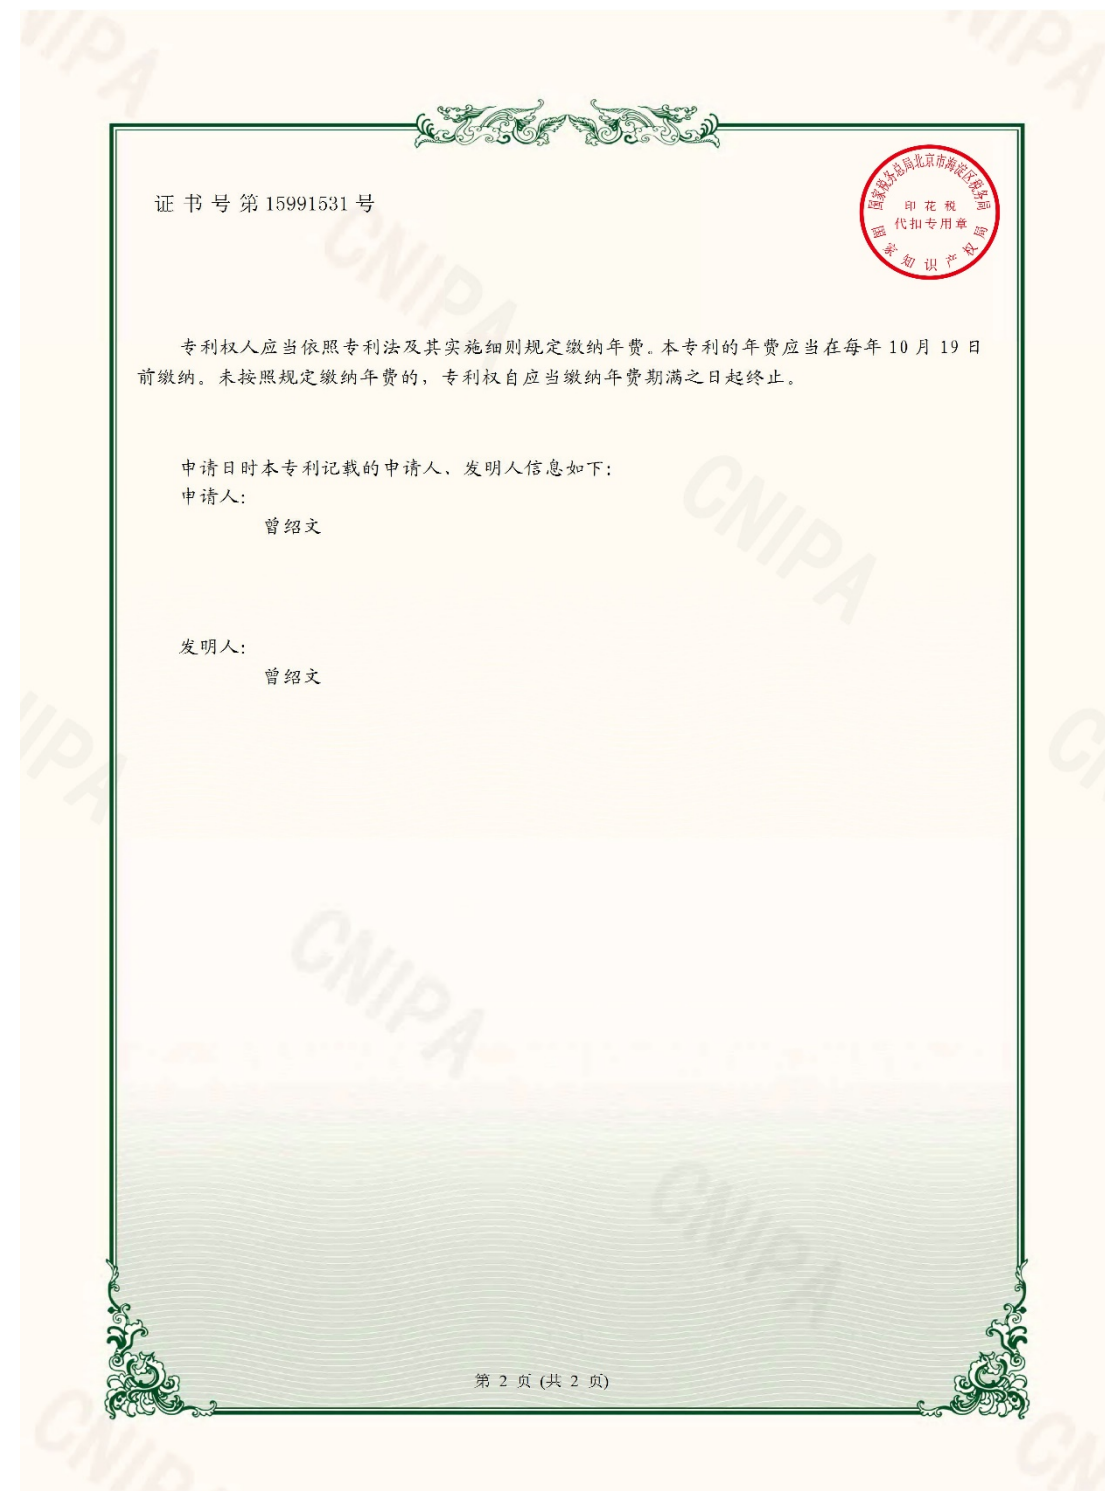 CNIPA
CNIPA
证书号第15991531号
国家税务总局北京市海淀区税务局
印花税
代扣专用章
国家知识产权局
CNIPA
专利权人应当依照专利法及其实施细则规定缴纳年费。本专利的年费应当在每年10月19日
前缴纳。未按照规定缴纳年费的，专利权自应当缴纳年费期满之日起终止。
申请日时本专利记载的申请人、发明人信息如下：
申请人：
曾绍文
CNIPA
发明人：
曾绍文
CNIPA
CNIPA
第 2 页 (共 2 页)